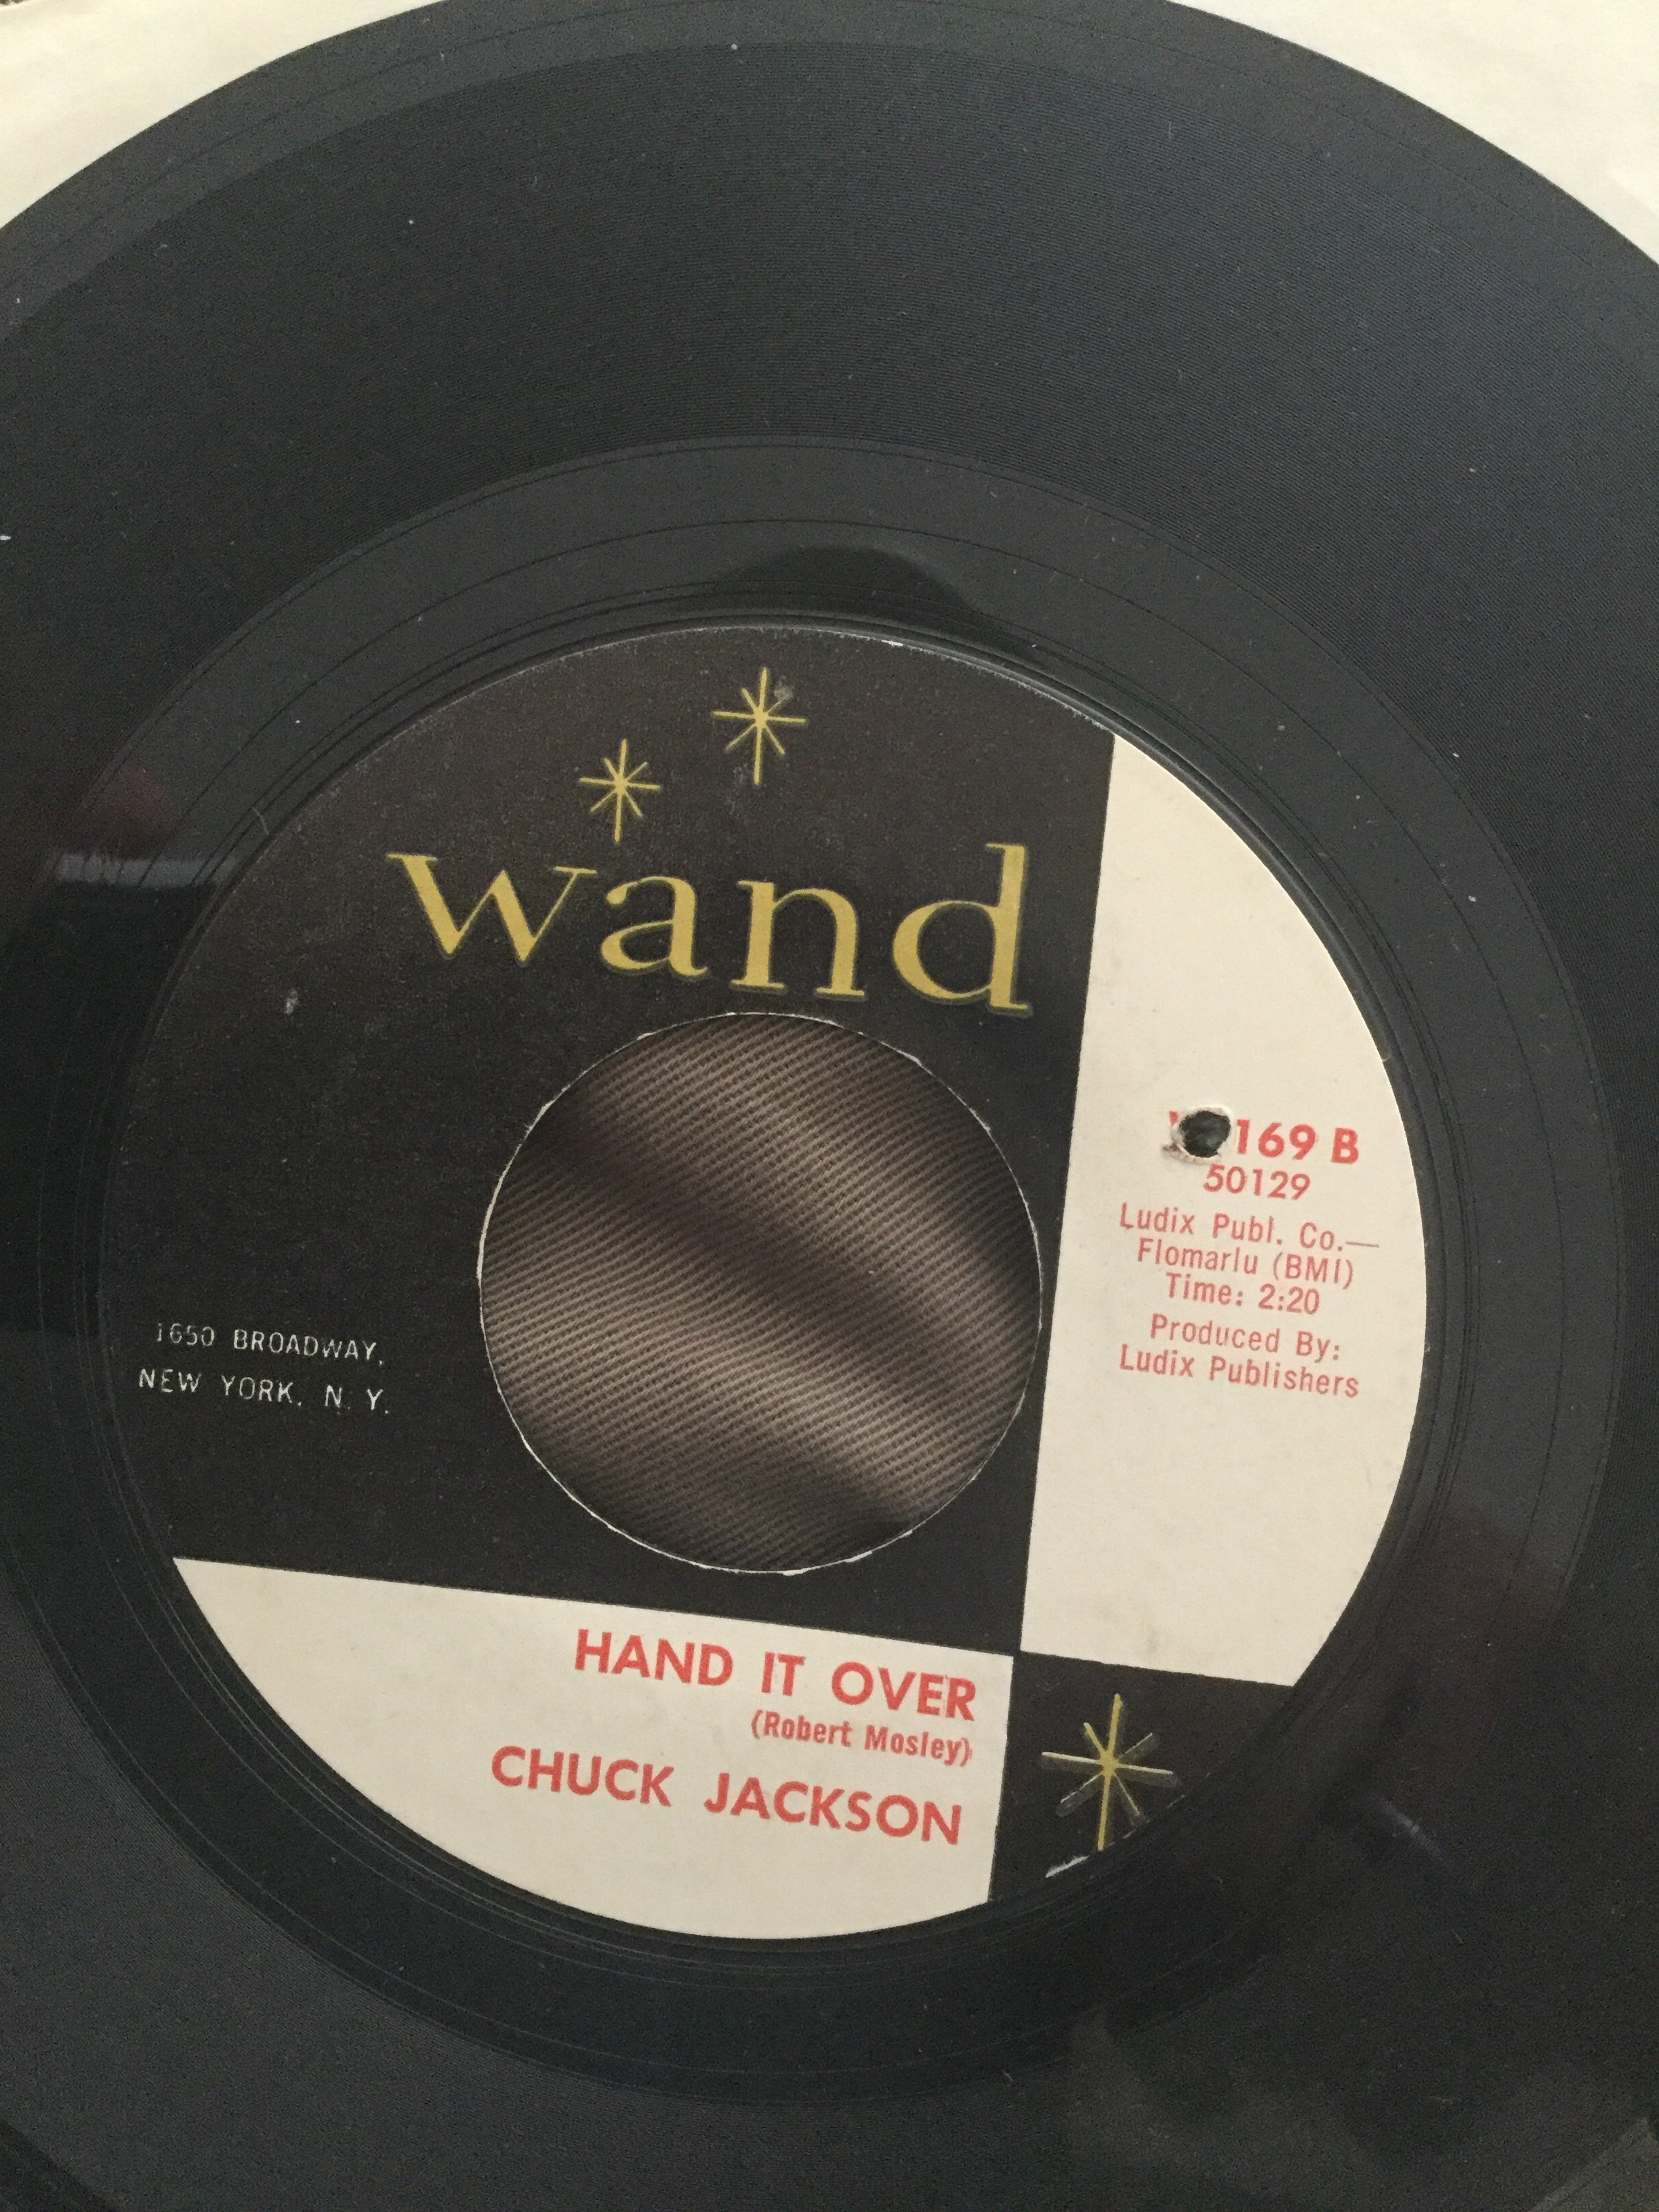 wand
169 B
50129
Ludix Publ. Co.—
Flomarlu (BMI)
Time: 2:20
Produced By:
Ludix Publishers
1650 BROADWAY,
NEW YORK, N. Y.
HAND IT OVER
(Robert Mosley)
CHUCK JACKSON